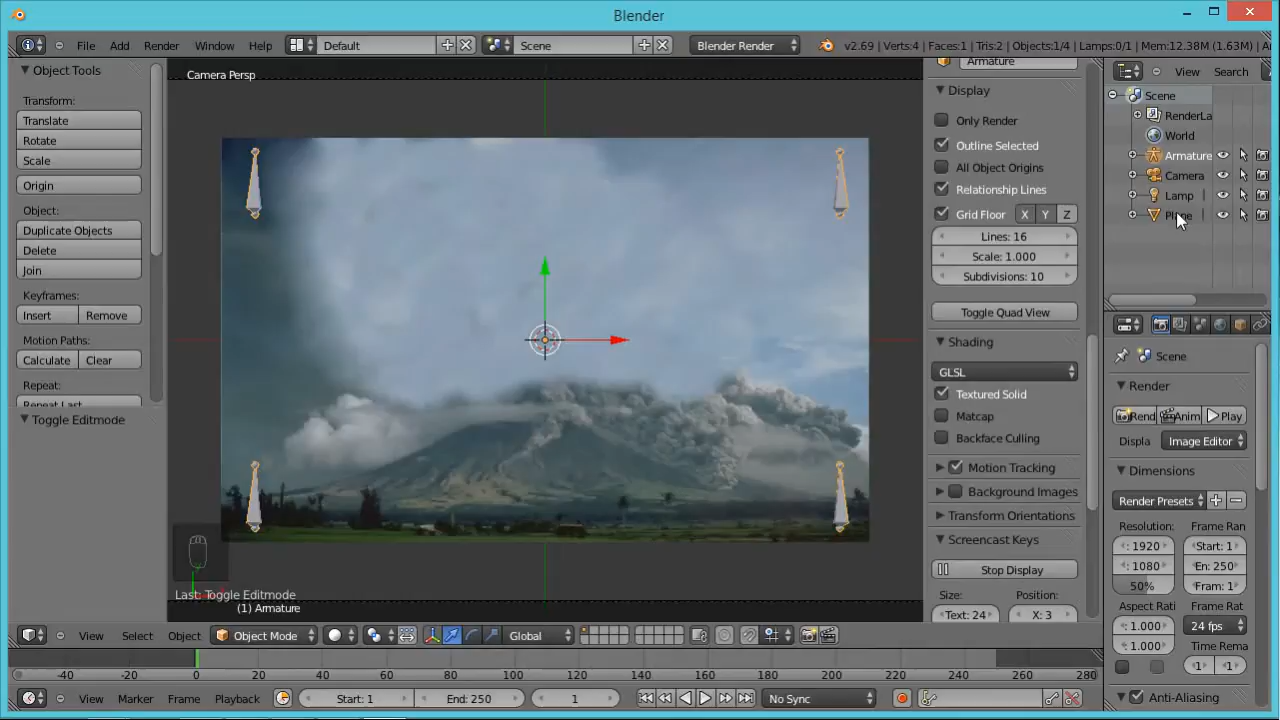 Blender
File Add Render Window Help
Default
Scene
Blender Render
v2.69 | Verts:4 | Faces:1 | Tris:2 | Objects:1/4 | Lamps:0/1 | Mem:12.38M (1.63M) |
Object Tools
Transform:
Translate
Rotate
Scale
Origin
Object:
Duplicate Objects
Delete
Join
Keyframes:
Insert Remove
Motion Paths:
Calculate Clear
Repeat:
Repeat Last
Toggle Editmode
Camera Persp
Last: Toggle Editmode
(1) Armature
Armature
Display
Only Render
Outline Selected
All Object Origins
Relationship Lines
Grid Floor X Y Z
Lines: 16
Scale: 1.000
Subdivisions: 10
Toggle Quad View
Shading
GLSL
Textured Solid
Matcap
Backface Culling
Motion Tracking
Background Images
Transform Orientations
Screencast Keys
Stop Display
Size: Position:
Text: 24 X: 3
View Search
Scene
RenderLa
World
Armature
Camera
Lamp
Scene
Render
Rend Anim Play
Displa Image Editor
Dimensions
Render Presets
Resolution: Frame Ran
: 1920 Start: 1
: 1080 En: 250
50% Fram: 1
Aspect Rati Frame Rat
: 1.000 24 fps
: 1.000 Time Rema
1 1
Anti-Aliasing
View Select Object Object Mode Global
-40 -20 0 20 40 60 80 100 120 140 160 180 200 220 240 260 280
View Marker Frame Playback Start: 1 End: 250 1 No Sync